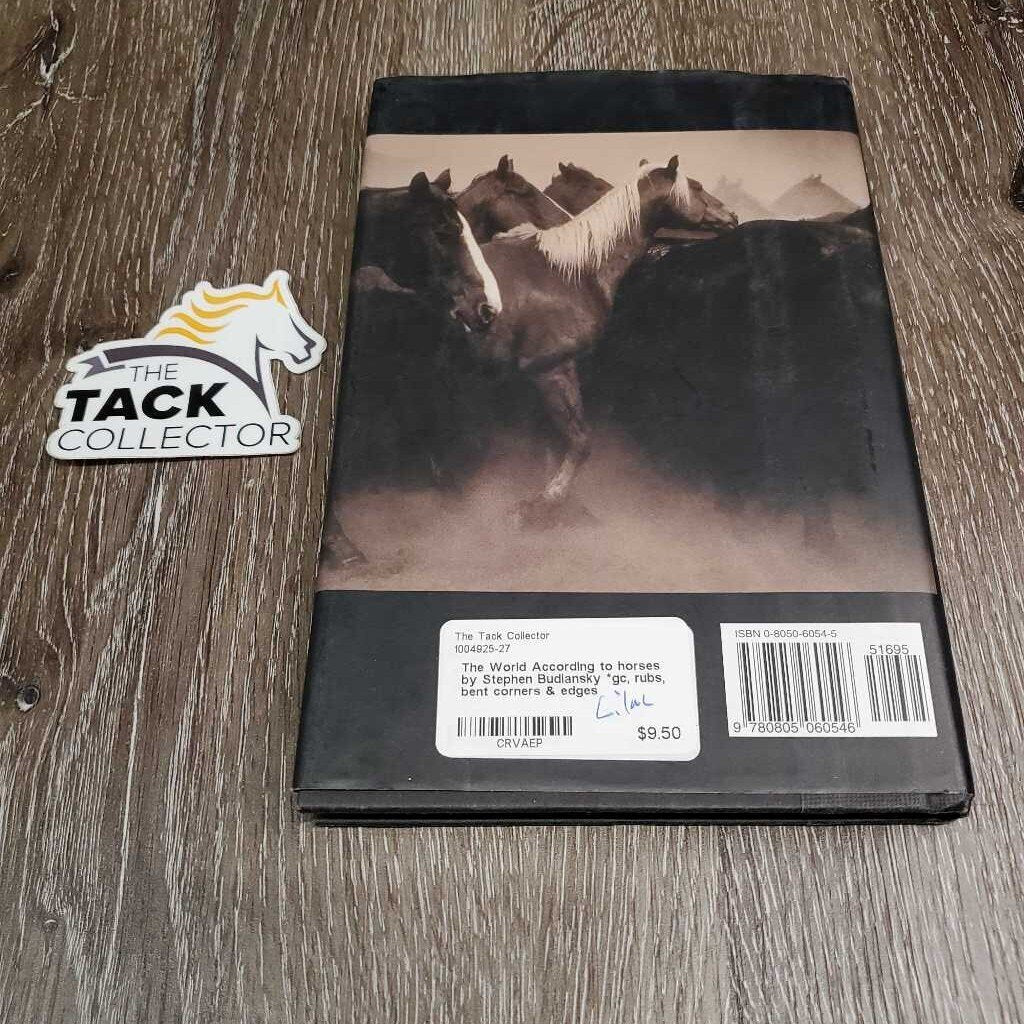 THE
TACK
COLLECTOR
The Tack Collector
1004925-27
The World According to horses
by Stephen Budiansky *gc, rubs,
bent corners & edges
$9.50
CRVAEP
ISBN 0-8050-6054-5
51695
9 780805 060546